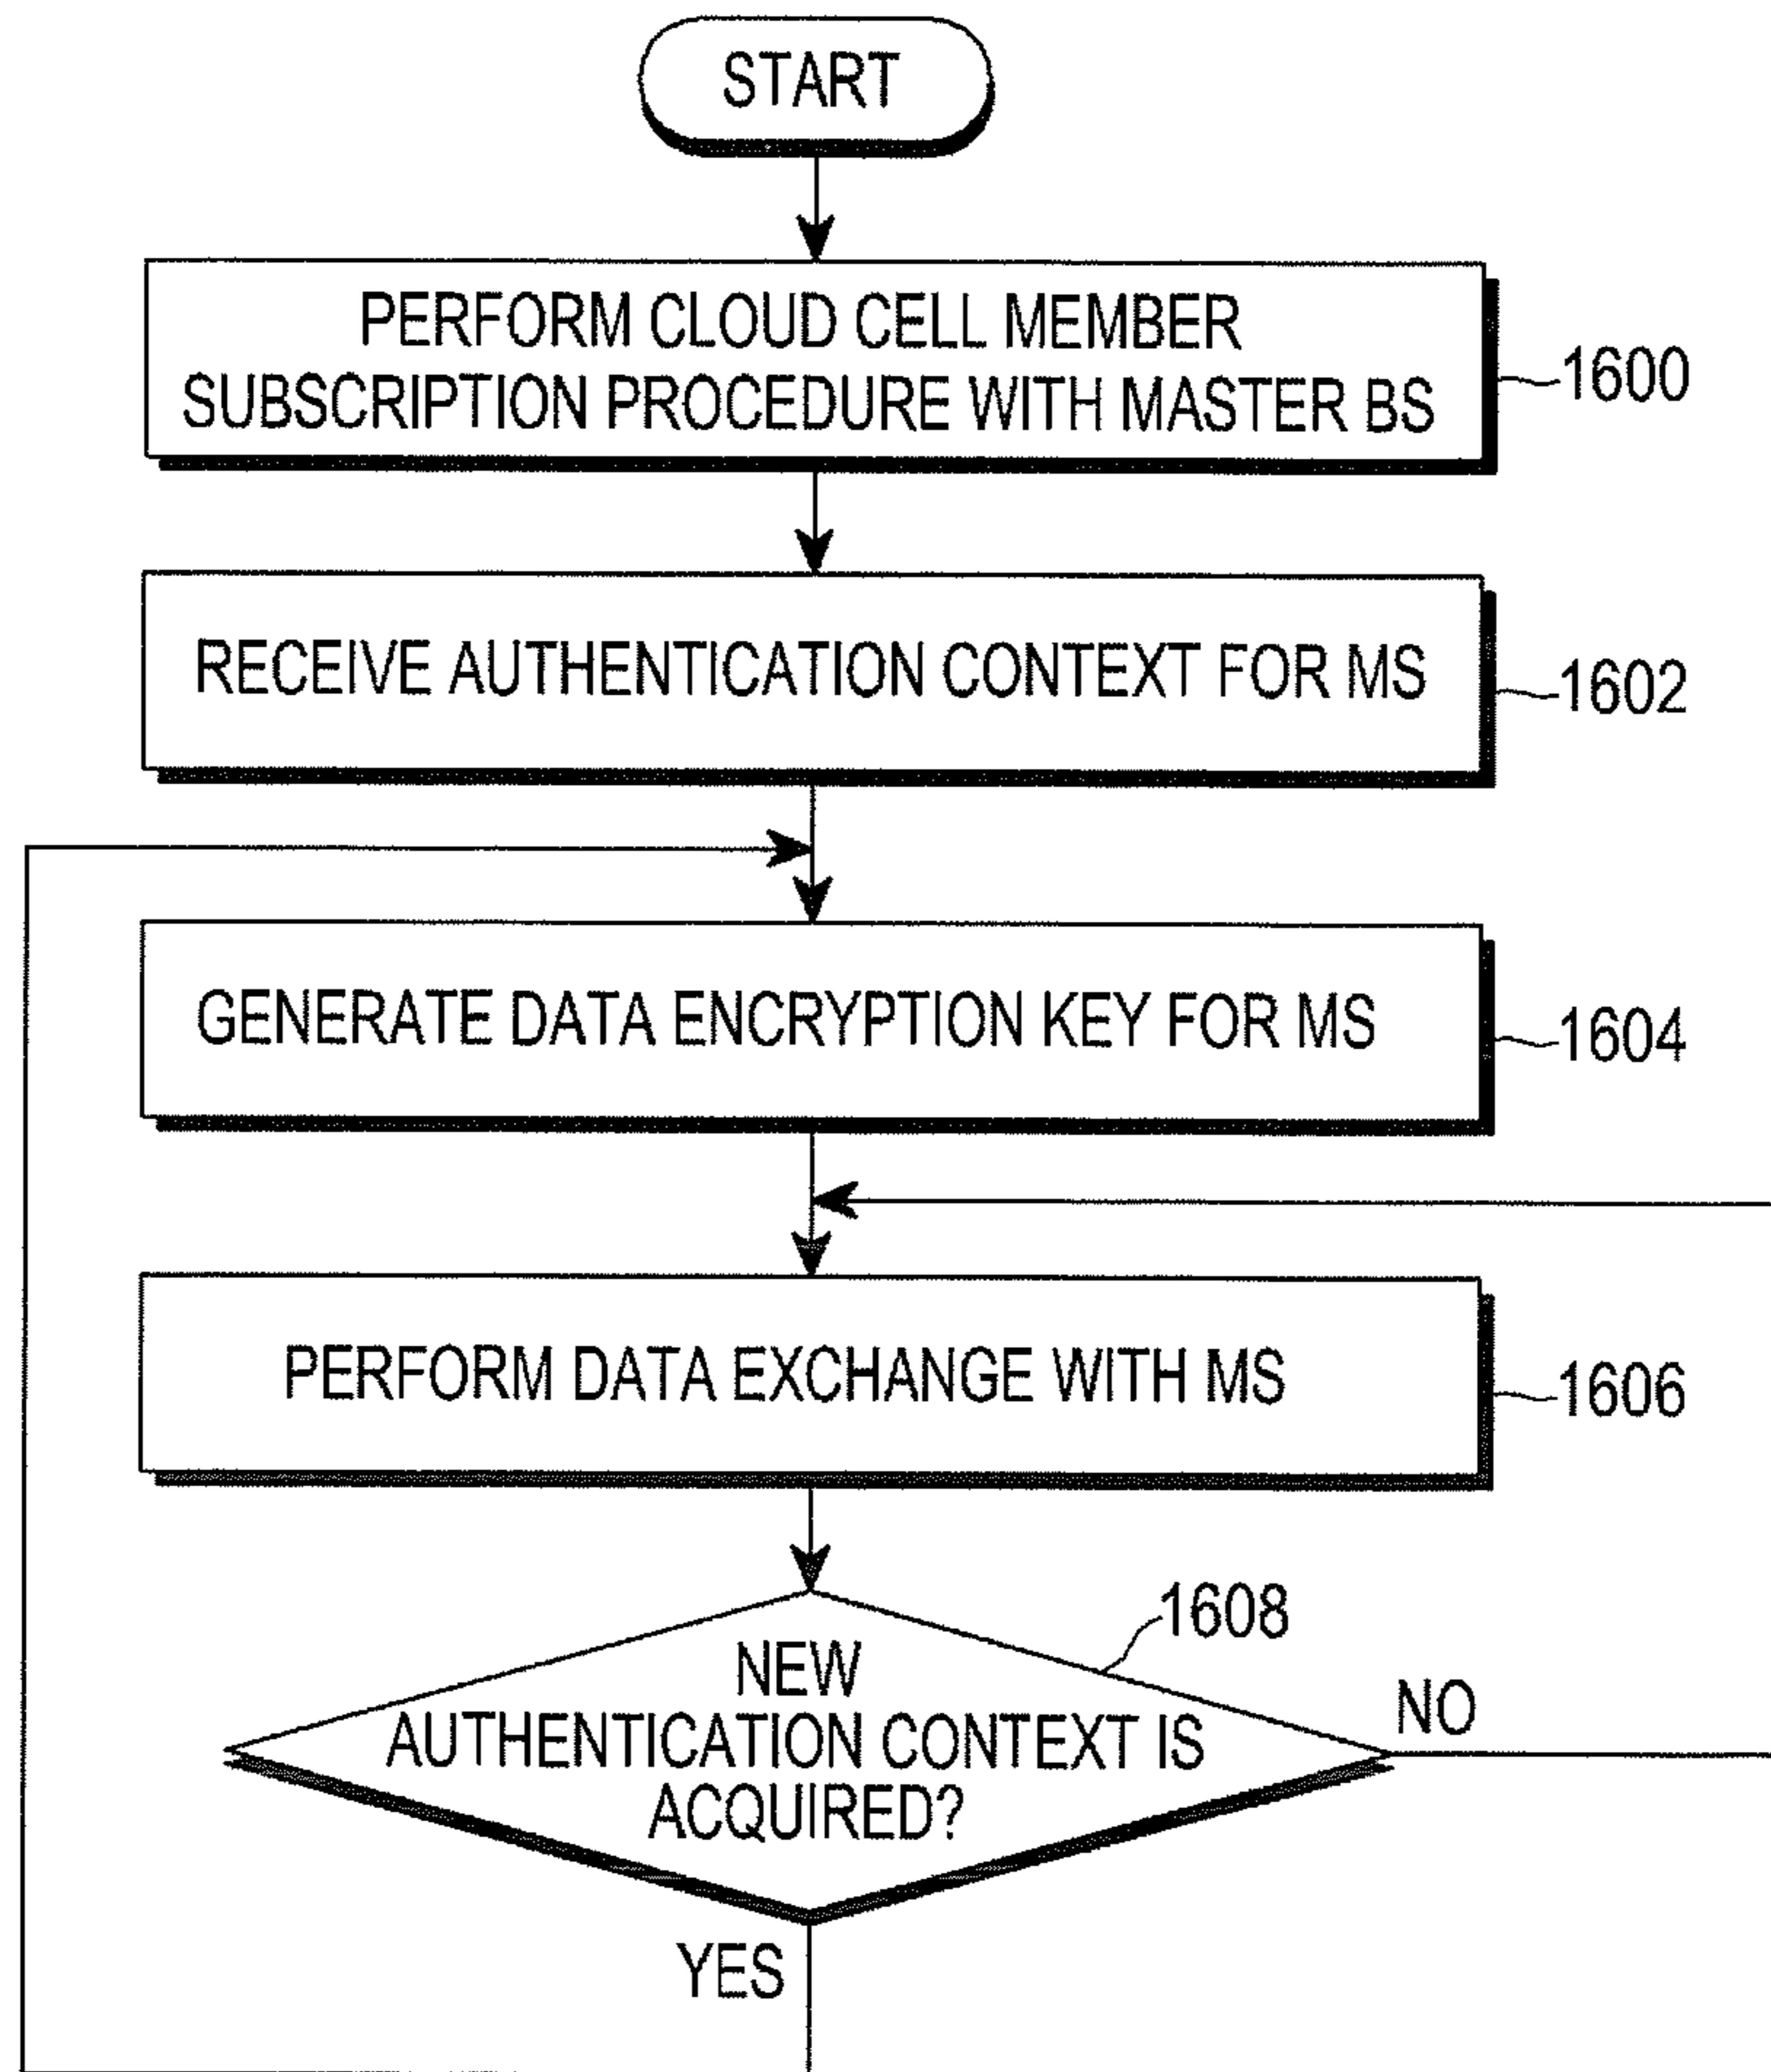 START
PERFORM CLOUD CELL MEMBER
SUBSCRIPTION PROCEDURE WITH MASTER BS
1600
RECEIVE AUTHENTICATION CONTEXT FOR MS
1602
GENERATE DATA ENCRYPTION KEY FOR MS
1604
PERFORM DATA EXCHANGE WITH MS
1606
1608
NEW
AUTHENTICATION CONTEXT IS
ACQUIRED?
NO
YES